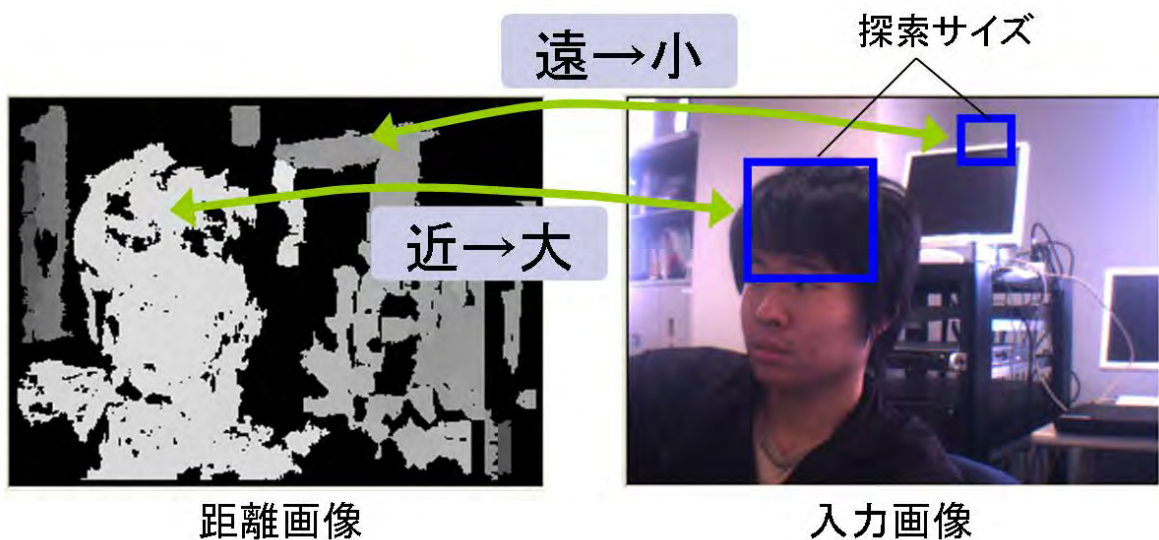 探索サイズ
遠→小
近→大
距離画像
入力画像